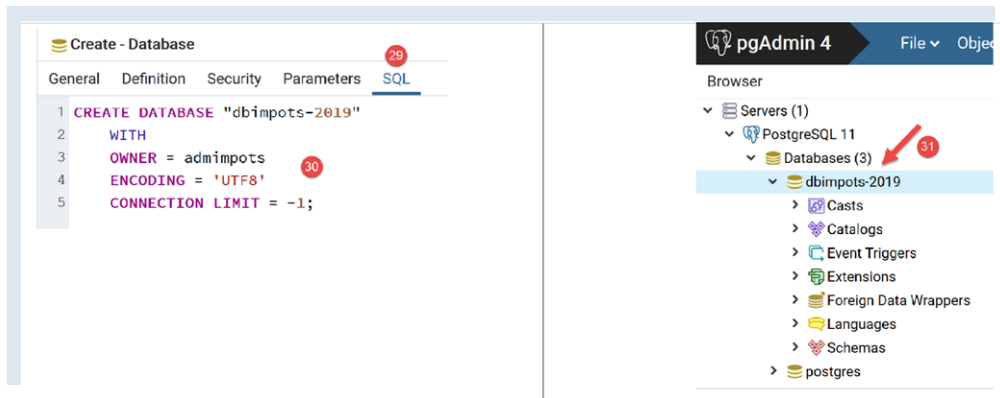 Create - Database
29
General Definition Security Parameters SQL
1 CREATE DATABASE "dbimpots-2019"
2 WITH
3 OWNER = admimpots
30
4 ENCODING = 'UTF8'
5 CONNECTION LIMIT = -1;
pgAdmin 4 File Objec
Browser
Servers (1)
PostgreSQL 11
31
Databases (3)
dbimpots-2019
Casts
Catalogs
Event Triggers
Extensions
Foreign Data Wrappers
Languages
Schemas
postgres